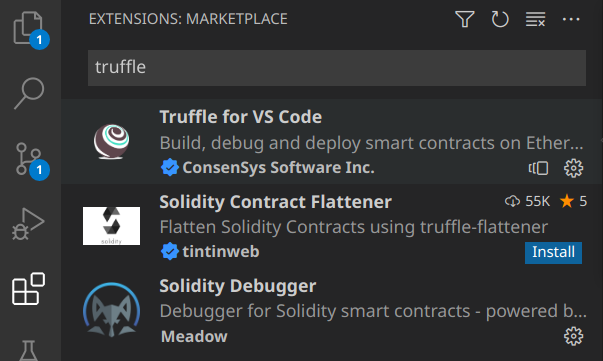 EXTENSIONS: MARKETPLACE
1
truffle
Truffle for VS Code
Build, debug and deploy smart contracts on Ether...
ConsenSys Software Inc.
1
Solidity Contract Flattener 55K 5
Flatten Solidity Contracts using truffle-flattener
solidity
tintinweb Install
Solidity Debugger
Debugger for Solidity smart contracts - powered b...
Meadow